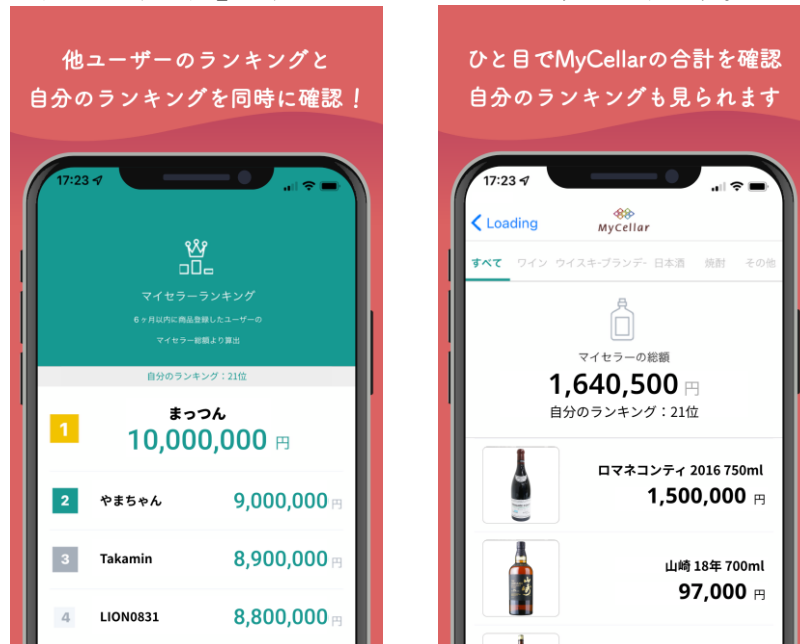 他ユーザーのランキングと
自分のランキングを同時に確認！
17:23
マイセラーランキング
6ヶ月以内に商品登録したユーザーの
マイセラー総額より算出
自分のランキング：21位
1
まっつん
10,000,000 円
2 やまちゃん 9,000,000 円
3 Takamin 8,900,000 円
4 LION0831 8,800,000 円
ひと目でMyCellarの合計を確認
自分のランキングも見られます
17:23
Loading
MyCellar
すべて ワイン ウイスキ-ブランデ- 日本酒 焼酎 その他
マイセラーの総額
1,640,500 円
自分のランキング：21位
ロマネコンティ 2016 750ml
1,500,000 円
山崎 18年 700ml
97,000 円